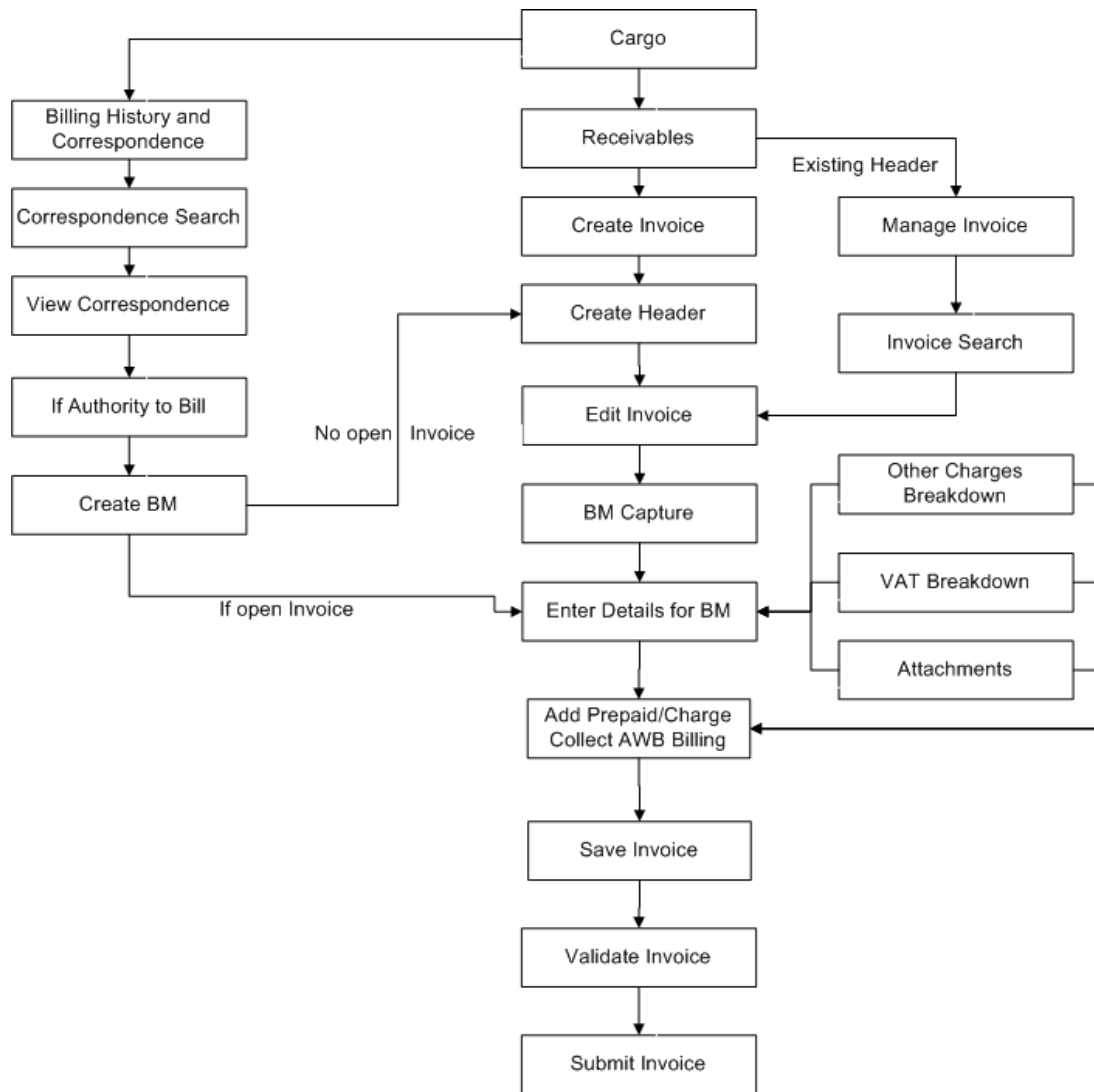 Cargo
Billing History and
Correspondence
Receivables
Existing Header
Correspondence Search
Create Invoice
Manage Invoice
View Correspondence
Create Header
Invoice Search
If Authority to Bill
Edit Invoice
No open Invoice
Other Charges
Breakdown
Create BM
BM Capture
VAT Breakdown
If open Invoice
Enter Details for BM
Attachments
Add Prepaid/Charge
Collect AWB Billing
Save Invoice
Validate Invoice
Submit Invoice